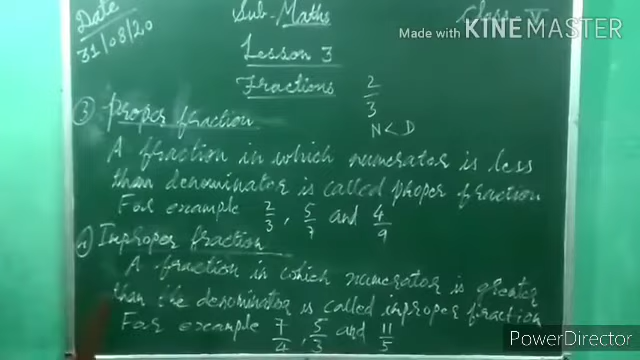 Date
31/08/20
Sub- Maths
Class- V
Made with KINEMASTER
Lesson 3
Fractions
2/3
N < D
③ Proper fraction
A fraction in which numerator is less
than denominator is called proper fraction
For example 2/3, 5/7 and 4/9
④ Improper fraction
A fraction in which numerator is greater
than the denominator is called improper fraction
For example 7/4, 5/3 and 11/5
PowerDirector